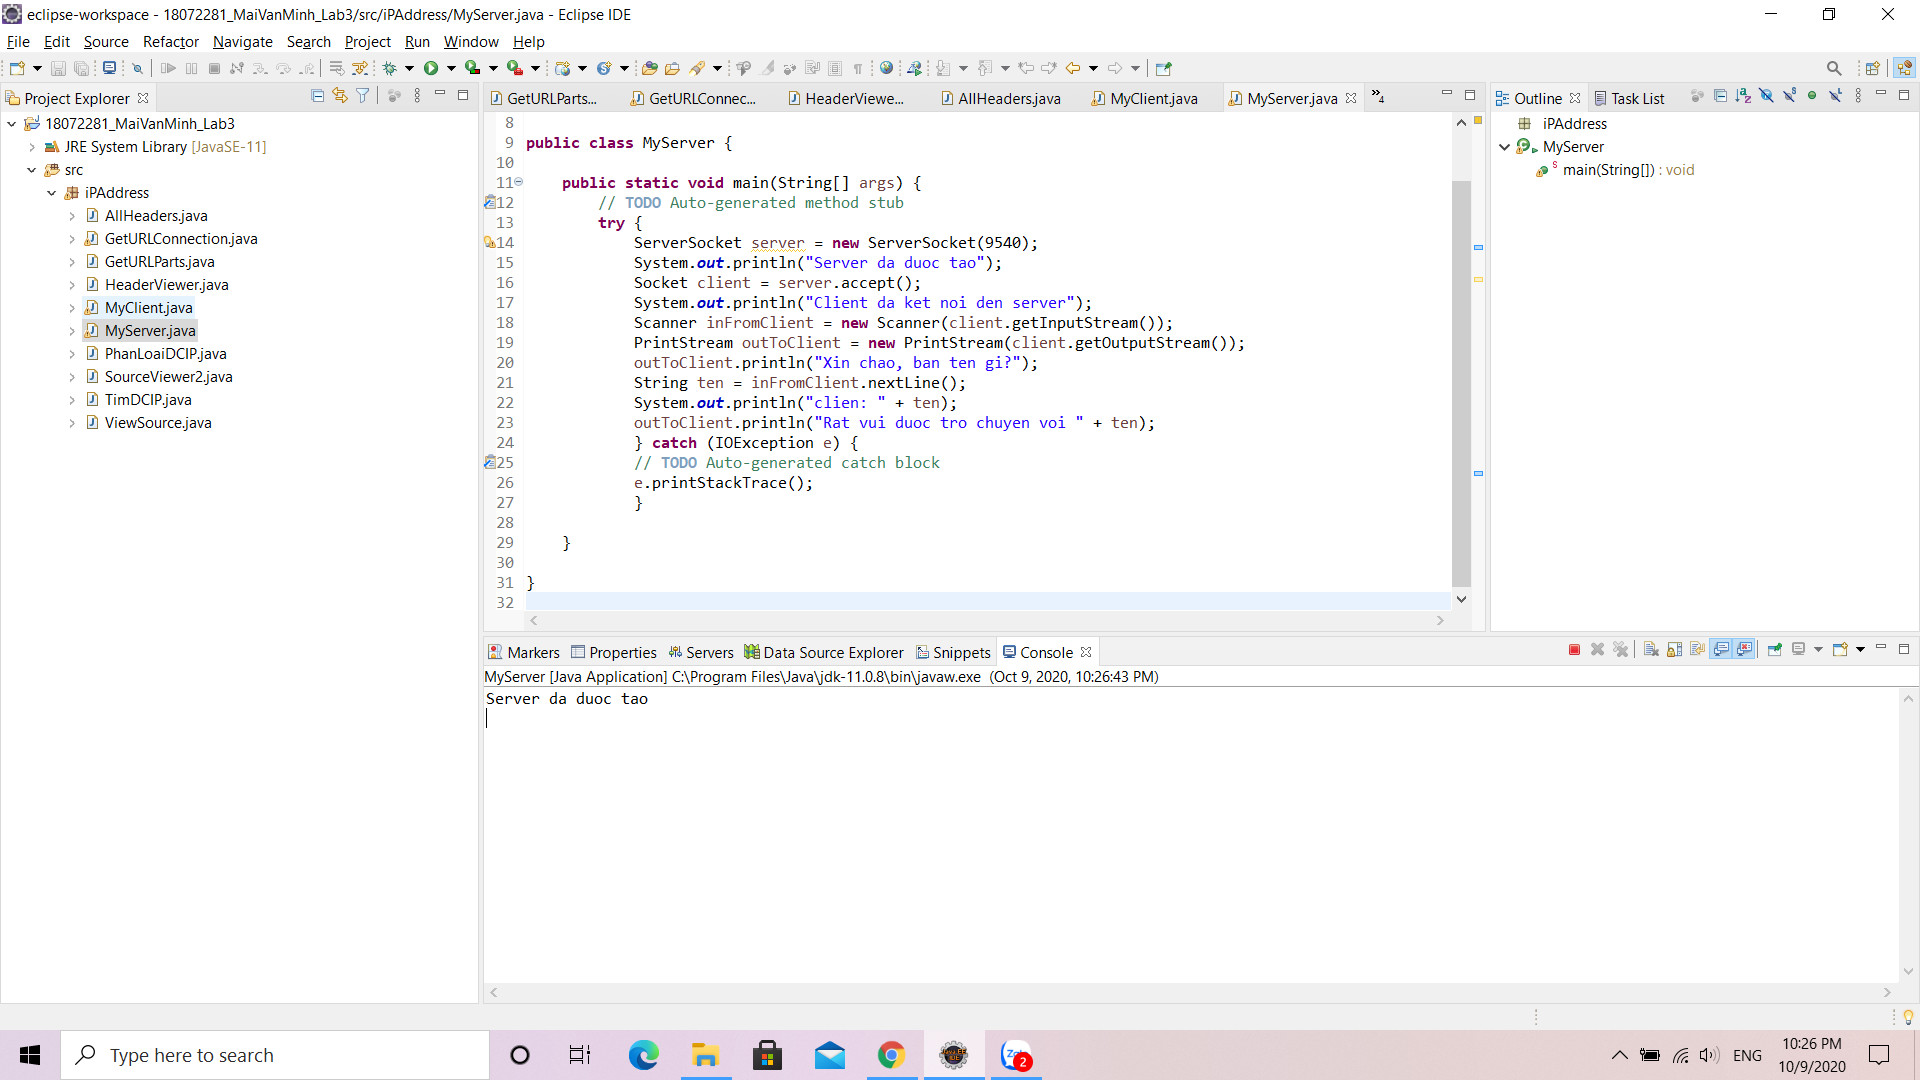 eclipse-workspace - 18072281_MaiVanMinh_Lab3/src/iPAddress/MyServer.java - Eclipse IDE
File Edit Source Refactor Navigate Search Project Run Window Help
Project Explorer
18072281_MaiVanMinh_Lab3
JRE System Library [JavaSE-11]
src
iPAddress
AllHeaders.java
GetURLConnection.java
GetURLParts.java
HeaderViewer.java
MyClient.java
MyServer.java
PhanLoaiDCIP.java
SourceViewer2.java
TimDCIP.java
ViewSource.java
GetURLParts... GetURLConnec... HeaderViewe... AllHeaders.java MyClient.java MyServer.java »4
8
9 public class MyServer {
10
11 public static void main(String[] args) {
12 // TODO Auto-generated method stub
13 try {
14 ServerSocket server = new ServerSocket(9540);
15 System.out.println("Server da duoc tao");
16 Socket client = server.accept();
17 System.out.println("Client da ket noi den server");
18 Scanner inFromClient = new Scanner(client.getInputStream());
19 PrintStream outToClient = new PrintStream(client.getOutputStream());
20 outToClient.println("Xin chao, ban ten gi?");
21 String ten = inFromClient.nextLine();
22 System.out.println("clien: " + ten);
23 outToClient.println("Rat vui duoc tro chuyen voi " + ten);
24 } catch (IOException e) {
25 // TODO Auto-generated catch block
26 e.printStackTrace();
27 }
28
29 }
30
31 }
32
Outline Task List
iPAddress
MyServer
main(String[]) : void
Markers Properties Servers Data Source Explorer Snippets Console
MyServer [Java Application] C:\Program Files\Java\jdk-11.0.8\bin\javaw.exe (Oct 9, 2020, 10:26:43 PM)
Server da duoc tao
Type here to search
2
ENG
10:26 PM
10/9/2020